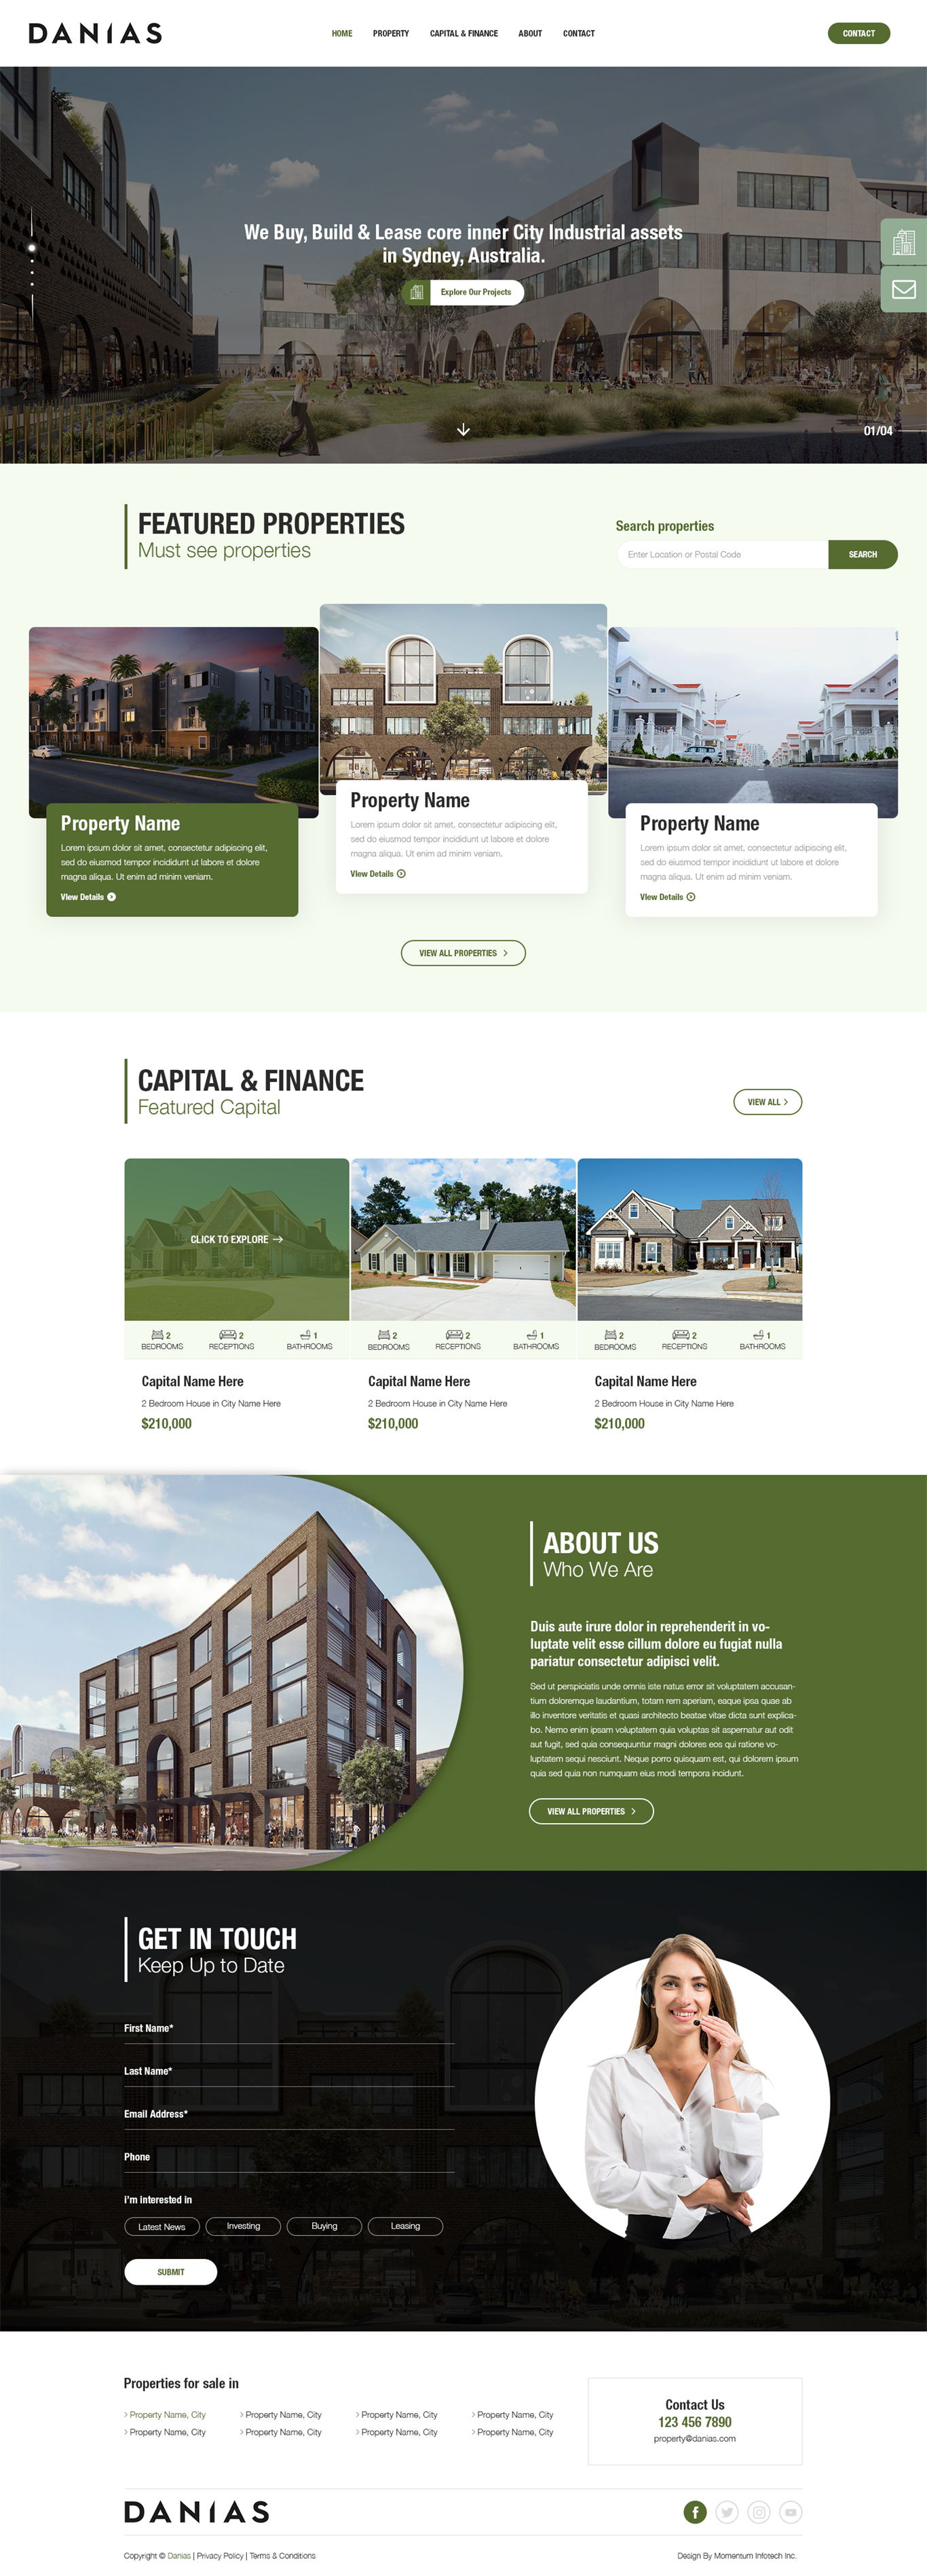 DANIAS
HOME PROPERTY CAPITAL & FINANCE ABOUT CONTACT
CONTACT
We Buy, Build & Lease core inner City Industrial assets
in Sydney, Australia.
Explore Our Projects
01/04
FEATURED PROPERTIES
Must see properties
Search properties
Enter Location or Postal Code
SEARCH
Property Name
Lorem ipsum dolor sit amet, consectetur adipiscing elit,
sed do eiusmod tempor incididunt ut labore et dolore
magna aliqua. Ut enim ad minim veniam.
View Details
Property Name
Lorem ipsum dolor sit amet, consectetur adipiscing elit,
sed do eiusmod tempor incididunt ut labore et dolore
magna aliqua. Ut enim ad minim veniam.
View Details
Property Name
Lorem ipsum dolor sit amet, consectetur adipiscing elit,
sed do eiusmod tempor incididunt ut labore et dolore
magna aliqua. Ut enim ad minim veniam.
View Details
VIEW ALL PROPERTIES
CAPITAL & FINANCE
Featured Capital
VIEW ALL
CLICK TO EXPLORE
2 2 1
BEDROOMS RECEPTIONS BATHROOMS
Capital Name Here
2 Bedroom House in City Name Here
$210,000
2 2 1
BEDROOMS RECEPTIONS BATHROOMS
Capital Name Here
2 Bedroom House in City Name Here
$210,000
2 2 1
BEDROOMS RECEPTIONS BATHROOMS
Capital Name Here
2 Bedroom House in City Name Here
$210,000
ABOUT US
Who We Are
Duis aute irure dolor in reprehenderit in vo-
luptate velit esse cillum dolore eu fugiat nulla
pariatur consectetur adipisci velit.
Sed ut perspiciatis unde omnis iste natus error sit voluptatem accusan-
tium doloremque laudantium, totam rem aperiam, eaque ipsa quae ab
illo inventore veritatis et quasi architecto beatae vitae dicta sunt explica-
bo. Nemo enim ipsam voluptatem quia voluptas sit aspernatur aut odit
aut fugit, sed quia consequuntur magni dolores eos qui ratione vo-
luptatem sequi nesciunt. Neque porro quisquam est, qui dolorem ipsum
quia sed quia non numquam eius modi tempora incidunt.
VIEW ALL PROPERTIES
GET IN TOUCH
Keep Up to Date
First Name*
Last Name*
Email Address*
Phone
I'm interested in
Latest News Investing Buying Leasing
SUBMIT
Properties for sale in
Property Name, City Property Name, City Property Name, City Property Name, City
Property Name, City Property Name, City Property Name, City Property Name, City
Contact Us
123 456 7890
property@danias.com
DANIAS
Copyright © Danias | Privacy Policy | Terms & Conditions
Design By Momentum Infotech Inc.